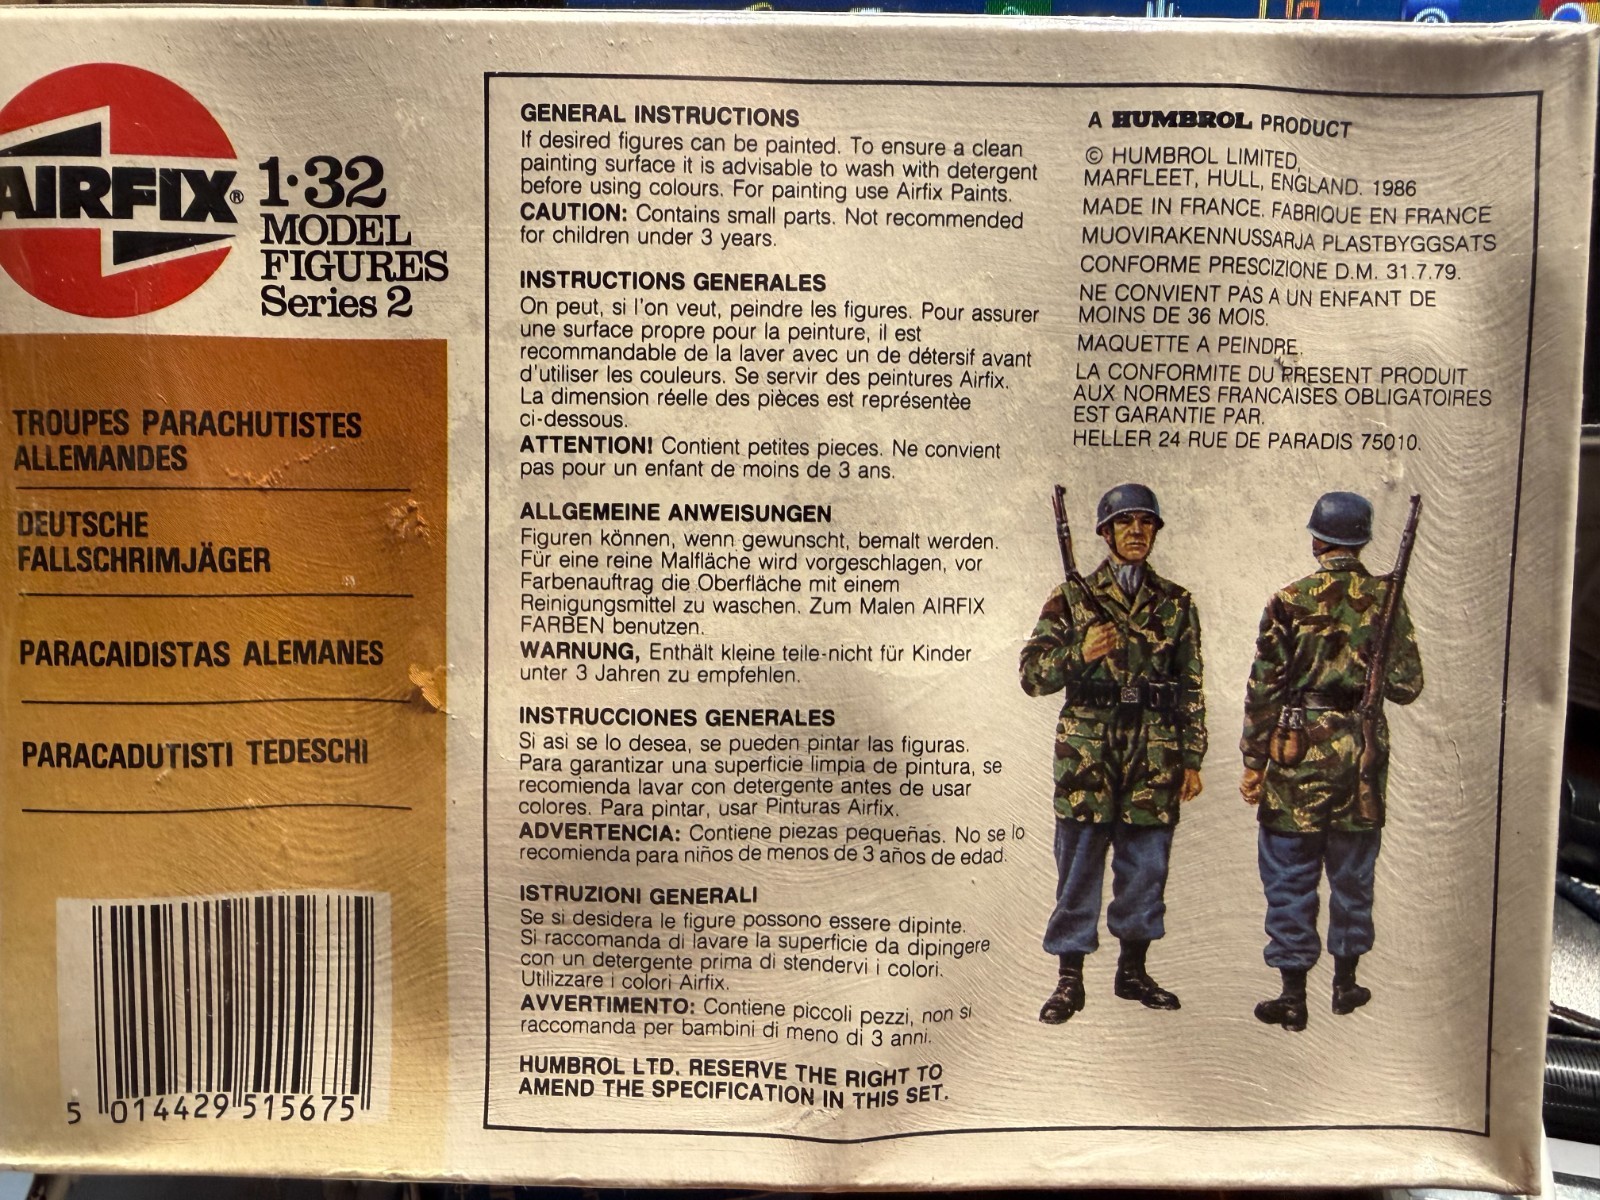 AIRFIX®
1:32
MODEL
FIGURES
Series 2
TROUPES PARACHUTISTES
ALLEMANDES
DEUTSCHE
FALLSCHRIMJÄGER
PARACAIDISTAS ALEMANES
PARACADUTISTI TEDESCHI
5 014429 515675
GENERAL INSTRUCTIONS
If desired figures can be painted. To ensure a clean
painting surface it is advisable to wash with detergent
before using colours. For painting use Airfix Paints.
CAUTION: Contains small parts. Not recommended
for children under 3 years.
INSTRUCTIONS GENERALES
On peut, si l'on veut, peindre les figures. Pour assurer
une surface propre pour la peinture, il est
recommandable de la laver avec un de détersif avant
d'utiliser les couleurs. Se servir des peintures Airfix.
La dimension réelle des pièces est représentèe
ci-dessous.
ATTENTION! Contient petites pieces. Ne convient
pas pour un enfant de moins de 3 ans.
ALLGEMEINE ANWEISUNGEN
Figuren können, wenn gewunscht, bemalt werden.
Für eine reine Malfläche wird vorgeschlagen, vor
Farbenauftrag die Oberfläche mit einem
Reinigungsmittel zu waschen. Zum Malen AIRFIX
FARBEN benutzen.
WARNUNG, Enthält kleine teile-nicht für Kinder
unter 3 Jahren zu empfehlen.
INSTRUCCIONES GENERALES
Si asi se lo desea, se pueden pintar las figuras.
Para garantizar una superficie limpia de pintura, se
recomienda lavar con detergente antes de usar
colores. Para pintar, usar Pinturas Airfix.
ADVERTENCIA: Contiene piezas pequeñas. No se lo
recomienda para niños de menos de 3 años de edad.
ISTRUZIONI GENERALI
Se si desidera le figure possono essere dipinte.
Si raccomanda di lavare la superficie da dipingere
con un detergente prima di stendervi i colori.
Utilizzare i colori Airfix.
AVVERTIMENTO: Contiene piccoli pezzi, non si
raccomanda per bambini di meno di 3 anni.
HUMBROL LTD. RESERVE THE RIGHT TO
AMEND THE SPECIFICATION IN THIS SET.
A HUMBROL PRODUCT
© HUMBROL LIMITED,
MARFLEET, HULL, ENGLAND. 1986
MADE IN FRANCE. FABRIQUE EN FRANCE
MUOVIRAKENNUSSARJA PLASTBYGGSATS
CONFORME PRESCIZIONE D.M. 31.7.79.
NE CONVIENT PAS A UN ENFANT DE
MOINS DE 36 MOIS.
MAQUETTE A PEINDRE.
LA CONFORMITE DU PRESENT PRODUIT
AUX NORMES FRANCAISES OBLIGATOIRES
EST GARANTIE PAR.
HELLER 24 RUE DE PARADIS 75010.